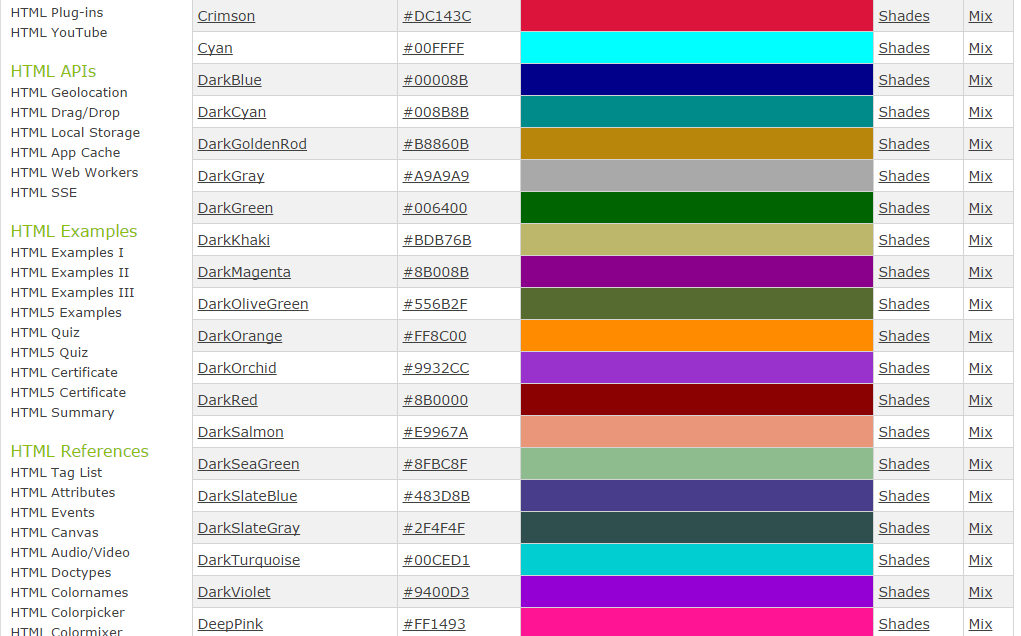 HTML Plug-ins
HTML YouTube
HTML APIs
HTML Geolocation
HTML Drag/Drop
HTML Local Storage
HTML App Cache
HTML Web Workers
HTML SSE
HTML Examples
HTML Examples I
HTML Examples II
HTML Examples III
HTML5 Examples
HTML Quiz
HTML5 Quiz
HTML Certificate
HTML5 Certificate
HTML Summary
HTML References
HTML Tag List
HTML Attributes
HTML Events
HTML Canvas
HTML Audio/Video
HTML Doctypes
HTML Colornames
HTML Colorpicker
HTML Colormixer
Crimson #DC143C Shades Mix
Cyan #00FFFF Shades Mix
DarkBlue #00008B Shades Mix
DarkCyan #008B8B Shades Mix
DarkGoldenRod #B8860B Shades Mix
DarkGray #A9A9A9 Shades Mix
DarkGreen #006400 Shades Mix
DarkKhaki #BDB76B Shades Mix
DarkMagenta #8B008B Shades Mix
DarkOliveGreen #556B2F Shades Mix
DarkOrange #FF8C00 Shades Mix
DarkOrchid #9932CC Shades Mix
DarkRed #8B0000 Shades Mix
DarkSalmon #E9967A Shades Mix
DarkSeaGreen #8FBC8F Shades Mix
DarkSlateBlue #483D8B Shades Mix
DarkSlateGray #2F4F4F Shades Mix
DarkTurquoise #00CED1 Shades Mix
DarkViolet #9400D3 Shades Mix
DeepPink #FF1493 Shades Mix